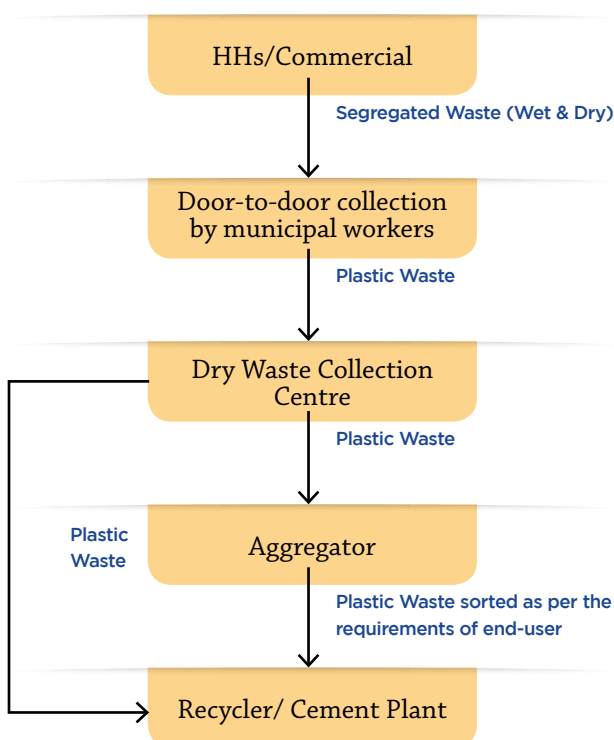 HHs/Commercial
Segregated Waste (Wet & Dry)
Door-to-door collection
by municipal workers
Plastic Waste
Dry Waste Collection
Centre
Plastic Waste
Plastic
Waste
Aggregator
Plastic Waste sorted as per the
requirements of end-user
Recycler/ Cement Plant